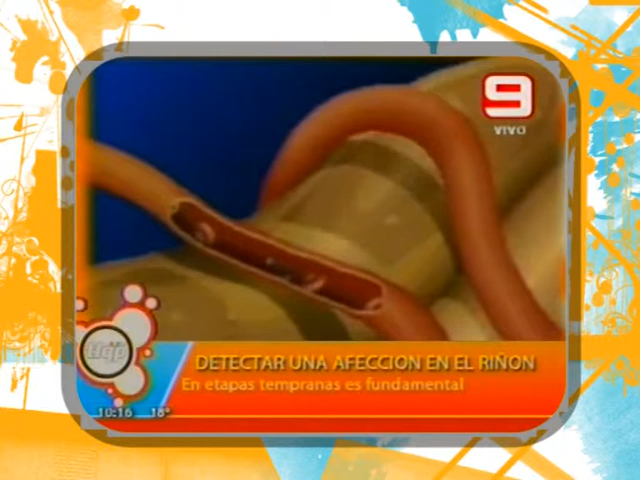 9
VIVO
DETECTAR UNA AFECCION EN EL RIÑON
En etapas tempranas es fundamental
10:16 18°